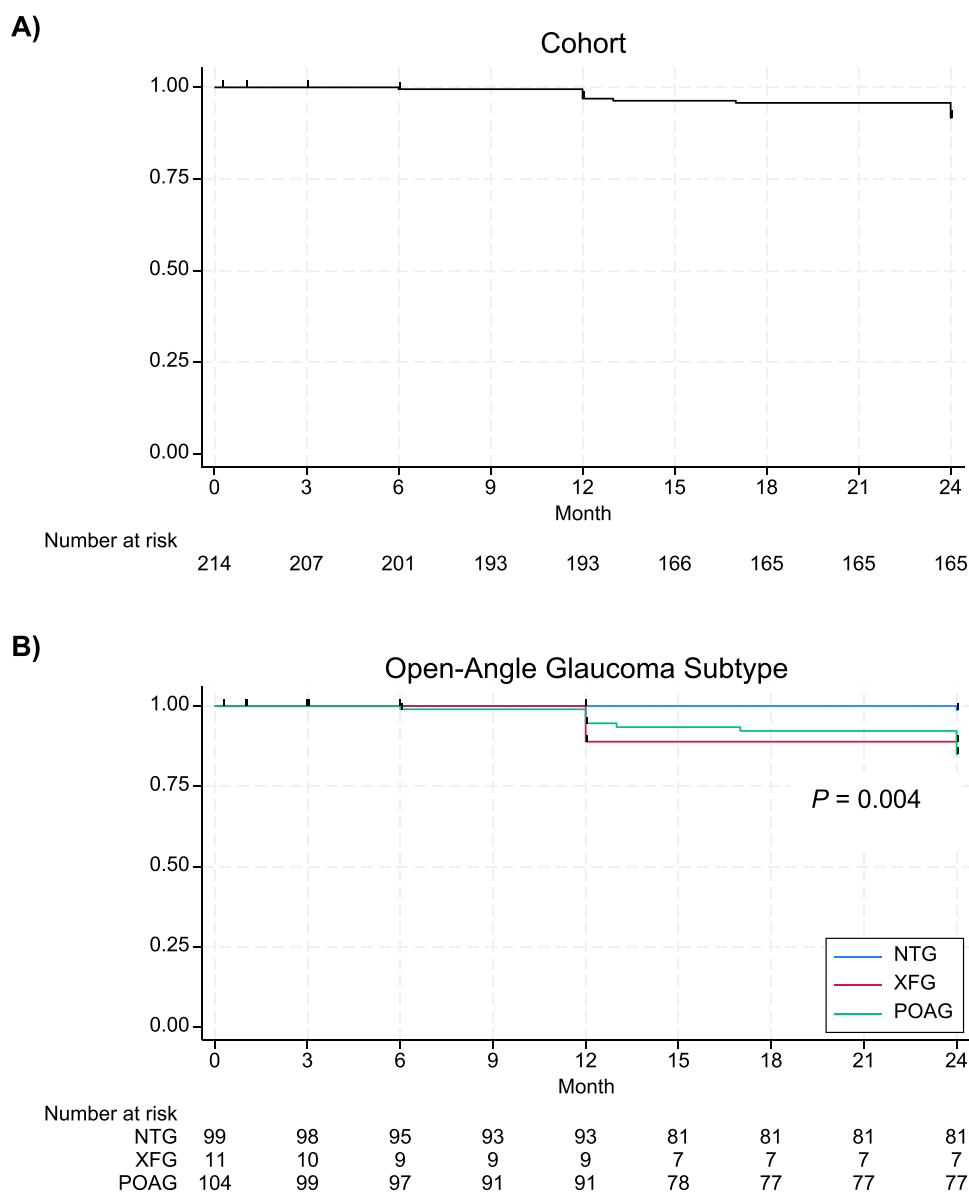 A)
Cohort
1.00
0.75
0.50
0.25
0.00
0 3 6 9 12 15 18 21 24
Month
Number at risk
214 207 201 193 193 166 165 165 165
B)
Open-Angle Glaucoma Subtype
1.00
0.75
P = 0.004
0.50
0.25
0.00
NTG
XFG
POAG
0 3 6 9 12 15 18 21 24
Month
Number at risk
NTG 99 98 95 93 93 81 81 81 81
XFG 11 10 9 9 9 7 7 7 7
POAG 104 99 97 91 91 78 77 77 77